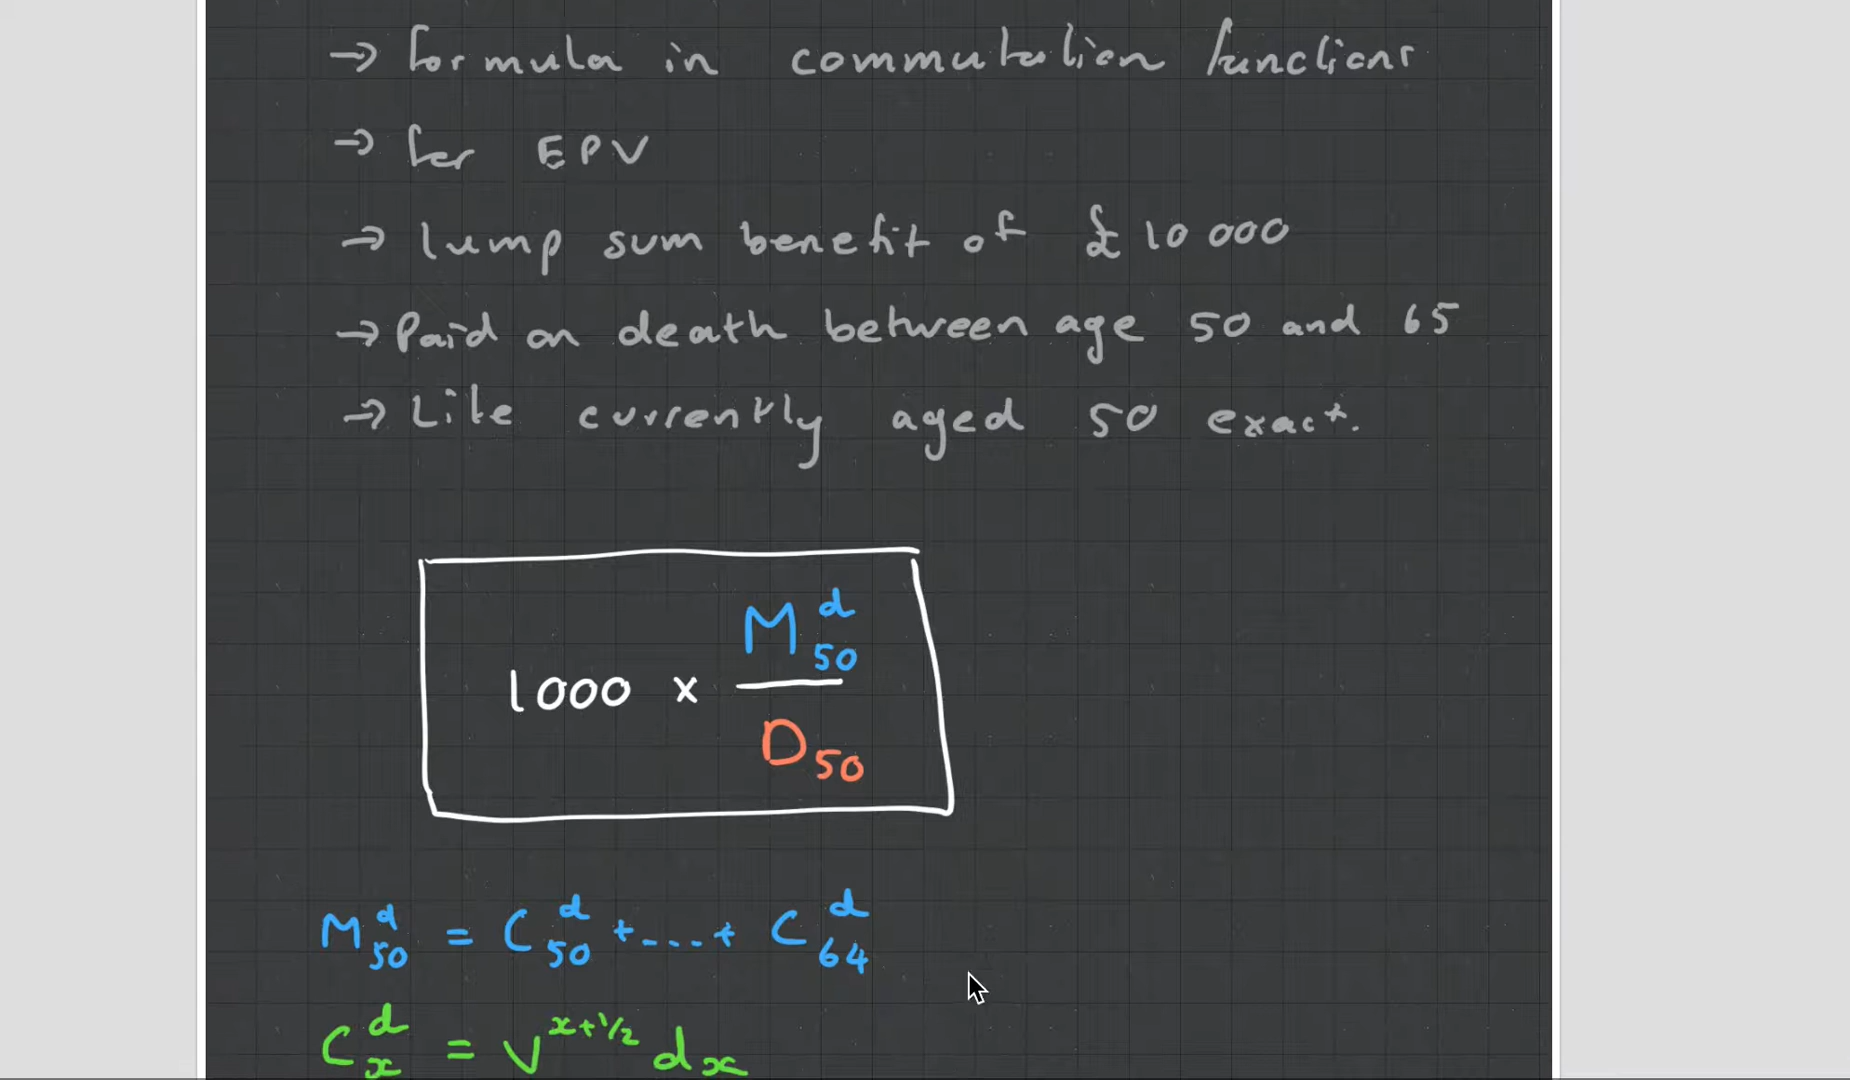 → formula in commutation functions
→ for EPV
→ lump sum benefit of £10 000
→ Paid on death between age 50 and 65
→ Life currently aged 50 exact.
1000 × M^d_50 / D_50
M^d_50 = C^d_50 + ... + C^d_64
C^d_x = v^(x+1/2) d_x